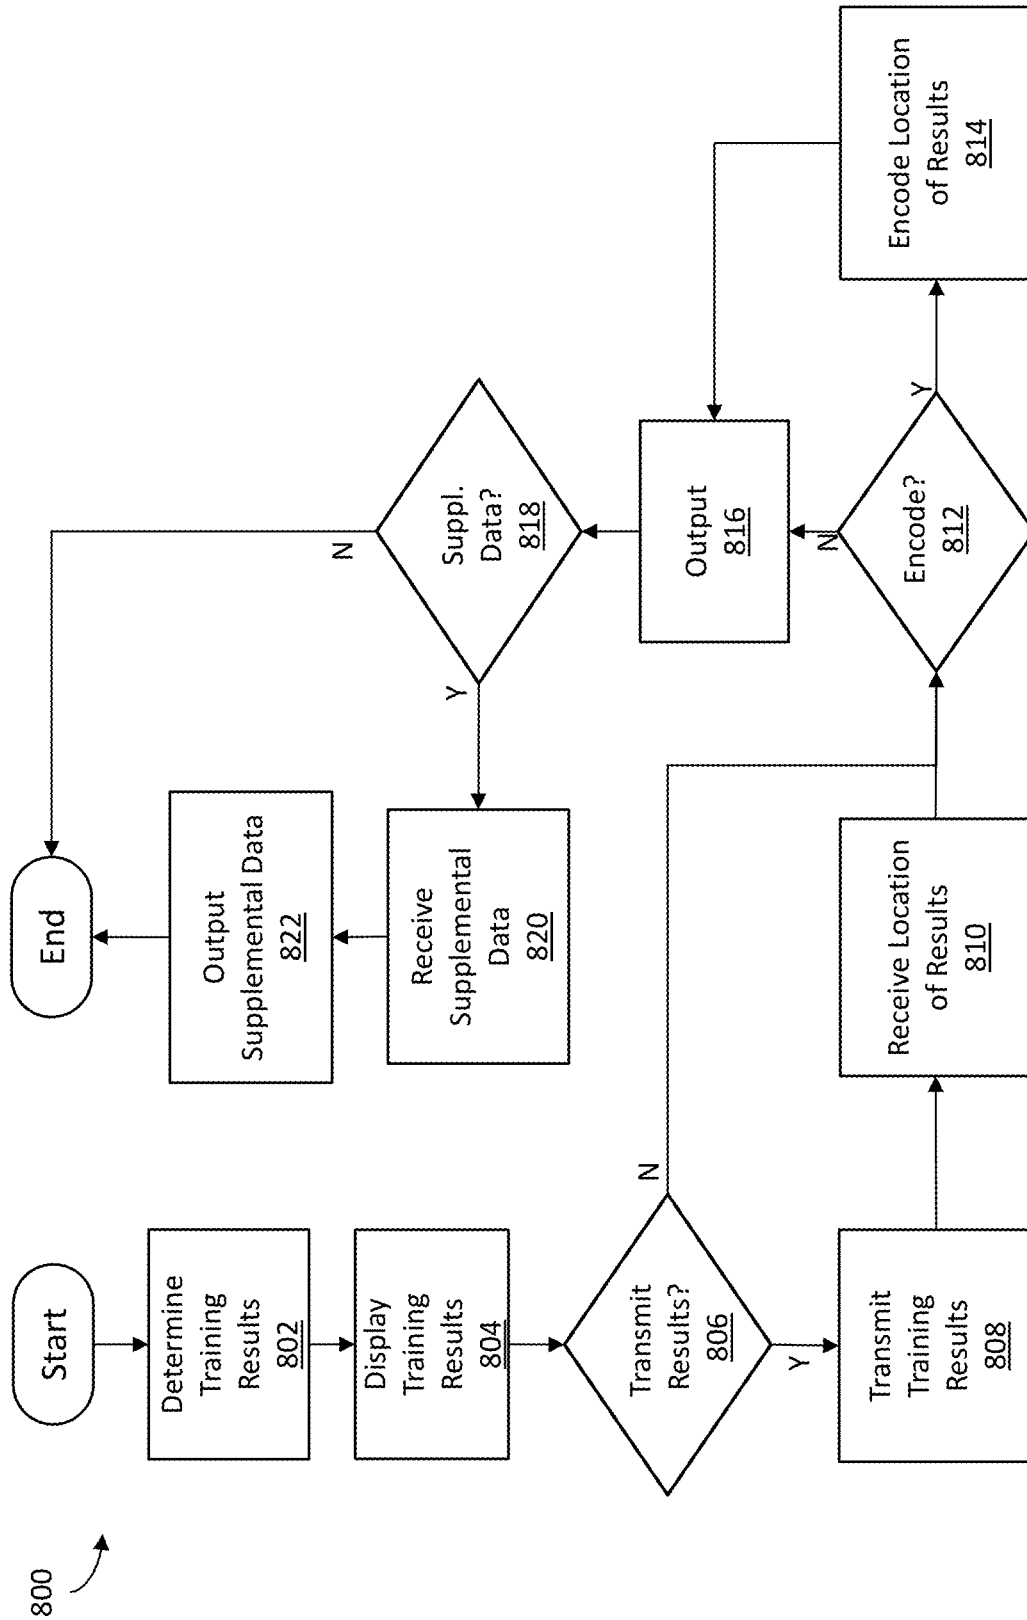 800
Start
Determine
Training
Results
802
Display
Training
Results
804
Transmit
Results?
806
N
Y
Transmit
Training
Results
808
Receive Location
of Results
810
Encode?
812
N
Y
Encode Location
of Results
814
Output
816
Suppl.
Data?
818
N
Y
Receive
Supplemental
Data
820
Output
Supplemental Data
822
End